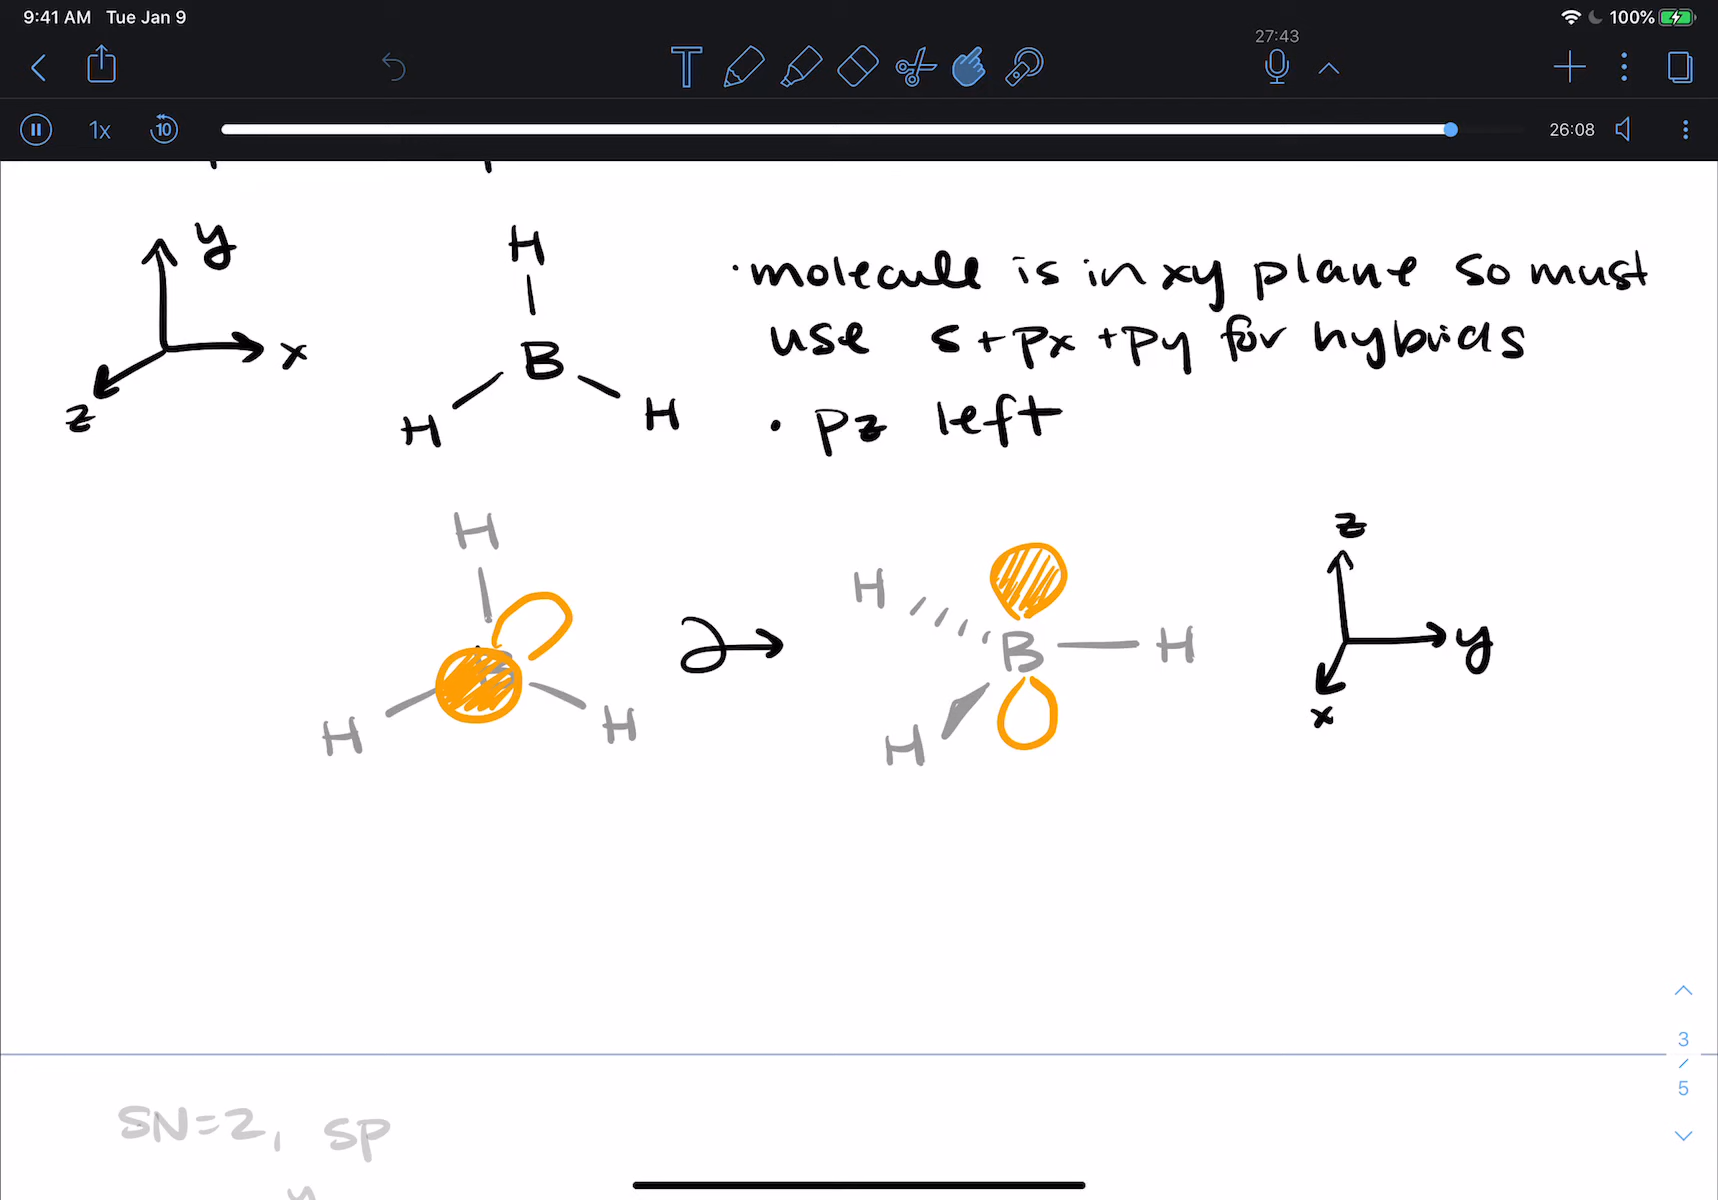 9:41 AM Tue Jan 9
100%
27:43
T
1x
10
26:08
y
x
z
H
B
H
H
· molecule is in xy plane so must
use s + px + py for hybrids
· pz left
H
H
H
H
B
H
H
z
y
x
3
/
5
SN=2, sp
y